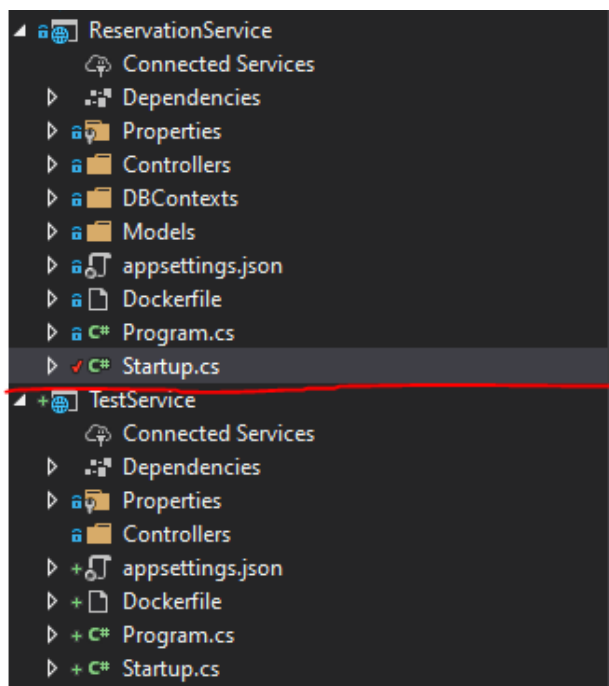 ReservationService
Connected Services
Dependencies
Properties
Controllers
DBContexts
Models
appsettings.json
Dockerfile
C# Program.cs
C# Startup.cs
TestService
Connected Services
Dependencies
Properties
Controllers
appsettings.json
Dockerfile
C# Program.cs
C# Startup.cs